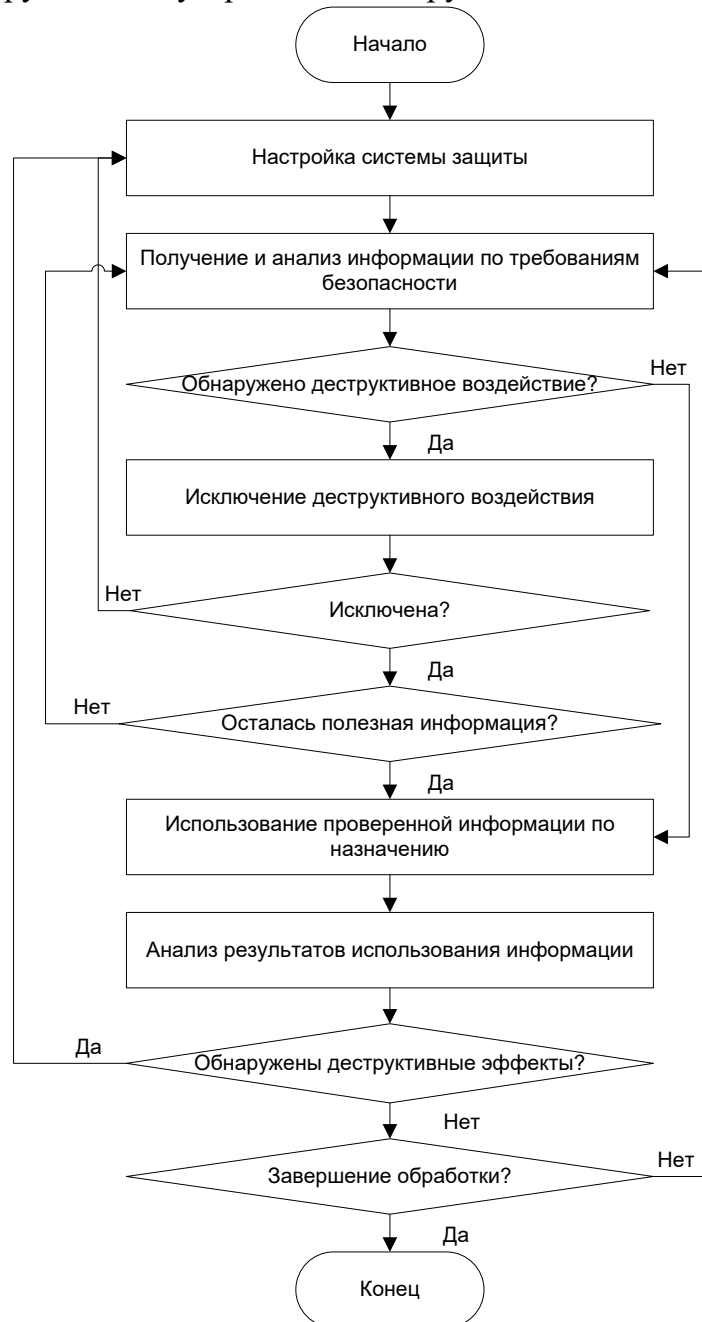 Начало
Настройка системы защиты
Получение и анализ информации по требованиям
безопасности
Обнаружено деструктивное воздействие?
Нет
Да
Исключение деструктивного воздействия
Нет
Исключена?
Да
Нет
Осталась полезная информация?
Да
Использование проверенной информации по
назначению
Анализ результатов использования информации
Да
Обнаружены деструктивные эффекты?
Нет
Завершение обработки?
Нет
Да
Конец